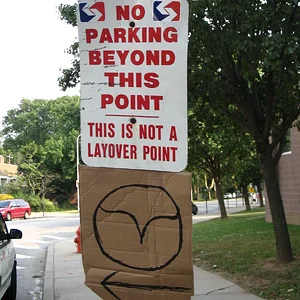 NO
PARKING
BEYOND
THIS
POINT
THIS IS NOT A
LAYOVER POINT